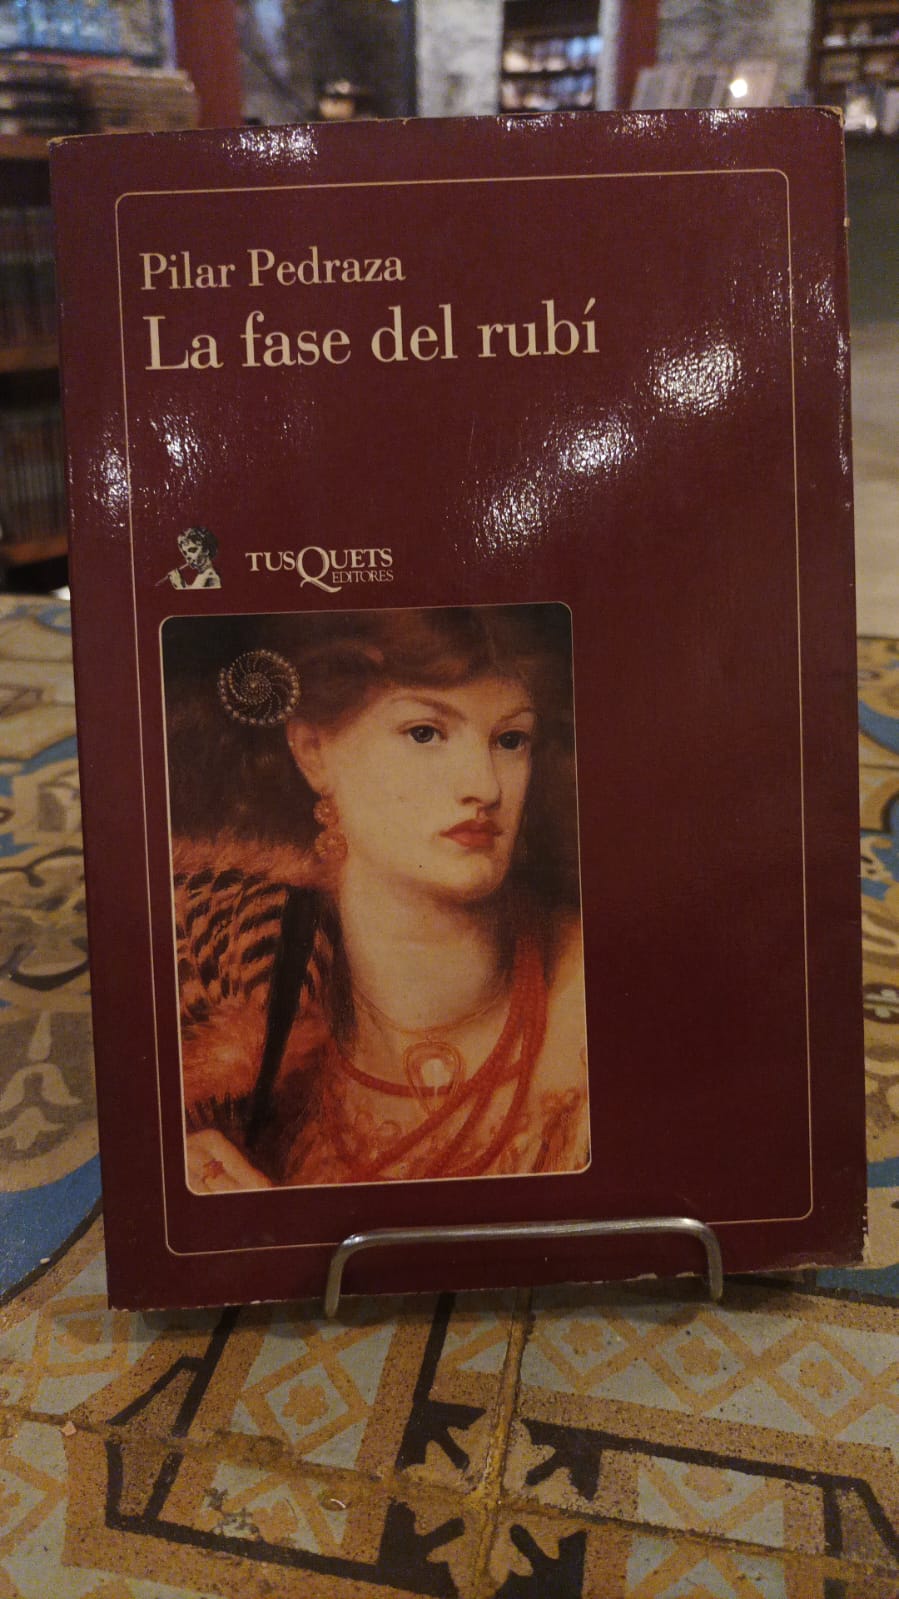 Pilar Pedraza
La fase del rubí
TUSQUETS
EDITORES